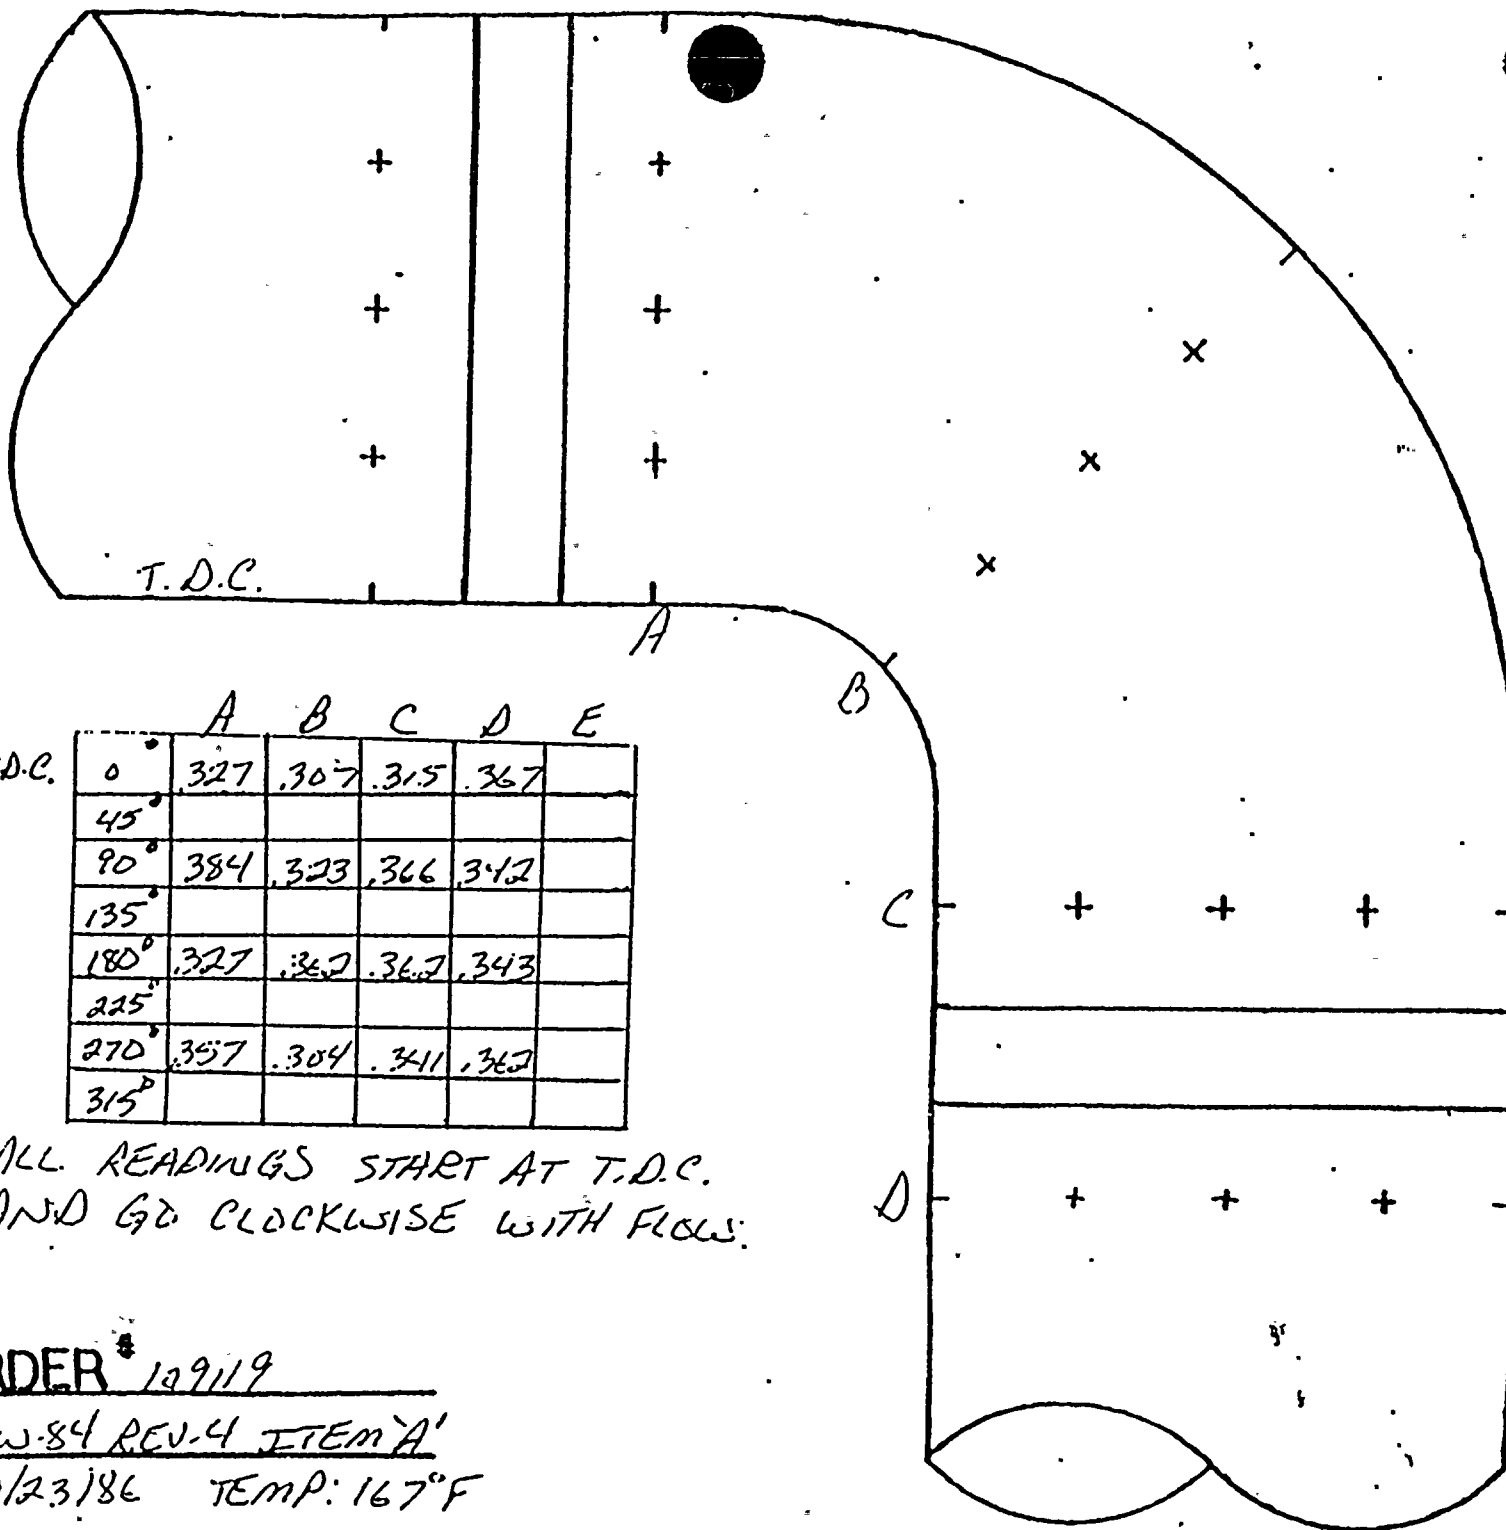 T.D.C.
A
B
A B C D E
D.C. 0° .327 .307 .315 .367
45°
90° .384 .323 .366 .342
135°
180° .327 .362 .362 .343
225°
270° .357 .304 .341 .362
315°
C
D
ALL READINGS START AT T.D.C.
AND GO CLOCKWISE WITH FLOW.
RDER # 109119
W-84 REV-4 ITEM 'A'
/23/86 TEMP: 167°F